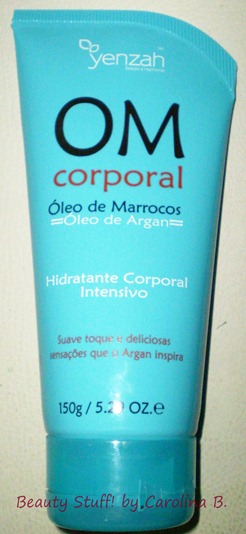 yenzah
OM
corporal
Óleo de Marrocos
=Óleo de Argan=
Hidratante Corporal
Intensivo
Suave toque e deliciosas
sensações que o Argan inspira
150g / 5.29 OZ.e
Beauty Stuff! by Carolina B.